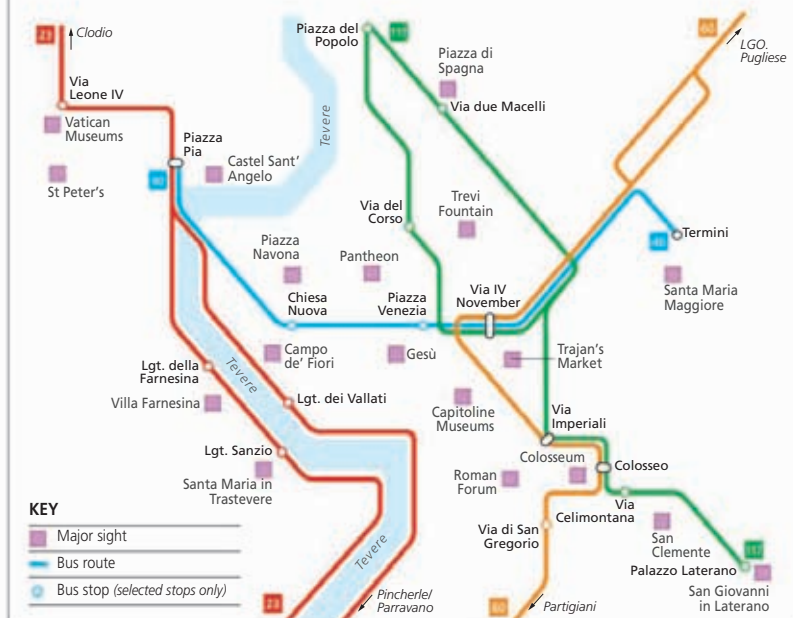 23
Clodio
Via
Leone IV
Vatican
Museums
St Peter's
Piazza
Pia
40
Castel Sant'
Angelo
Tevere
Piazza del
Popolo
Piazza di
Spagna
Via due Macelli
60
LGO.
Pugliese
Via del
Corso
Trevi
Fountain
Termini
40
Santa Maria
Maggiore
Piazza
Navona
Pantheon
Chiesa
Nuova
Piazza
Venezia
Via IV
November
Campo
de' Fiori
Gesù
Trajan's
Market
Lgt. della
Farnesina
Tevere
Villa Farnesina
Lgt. dei Vallati
Capitoline
Museums
Via
Imperiali
Lgt. Sanzio
Santa Maria in
Trastevere
Colosseum
Colosseo
Roman
Forum
Via
Celimontana
Via di San
Gregorio
San
Clemente
Palazzo Laterano
117
San Giovanni
in Laterano
KEY
Major sight
Bus route
Bus stop (selected stops only)
Tevere
23
Pincherle/
Parravano
60
Partigiani